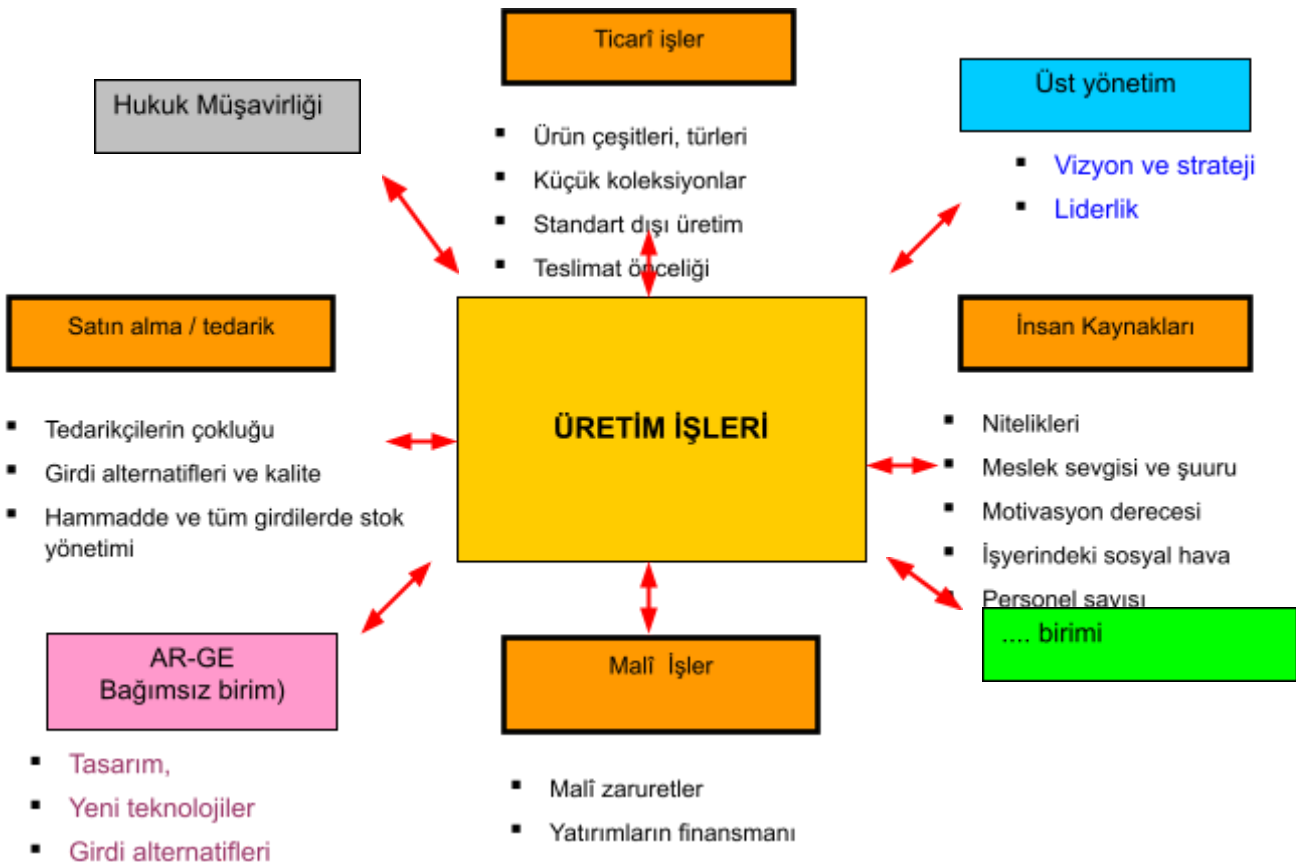 Ticarî işler
Hukuk Müşavirliği
Üst yönetim
▪ Ürün çeşitleri, türleri
▪ Küçük koleksiyonlar
▪ Standart dışı üretim
▪ Teslimat önceliği
▪ Vizyon ve strateji
▪ Liderlik
Satın alma / tedarik
İnsan Kaynakları
ÜRETİM İŞLERİ
▪ Tedarikçilerin çokluğu
▪ Girdi alternatifleri ve kalite
▪ Hammadde ve tüm girdilerde stok
yönetimi
▪ Nitelikleri
▪ Meslek sevgisi ve şuuru
▪ Motivasyon derecesi
▪ İşyerindeki sosyal hava
▪ Personel sayısı
.... birimi
AR-GE
Bağımsız birim)
▪ Tasarım,
▪ Yeni teknolojiler
▪ Girdi alternatifleri
Malî İşler
▪ Malî zaruretler
▪ Yatırımların finansmanı